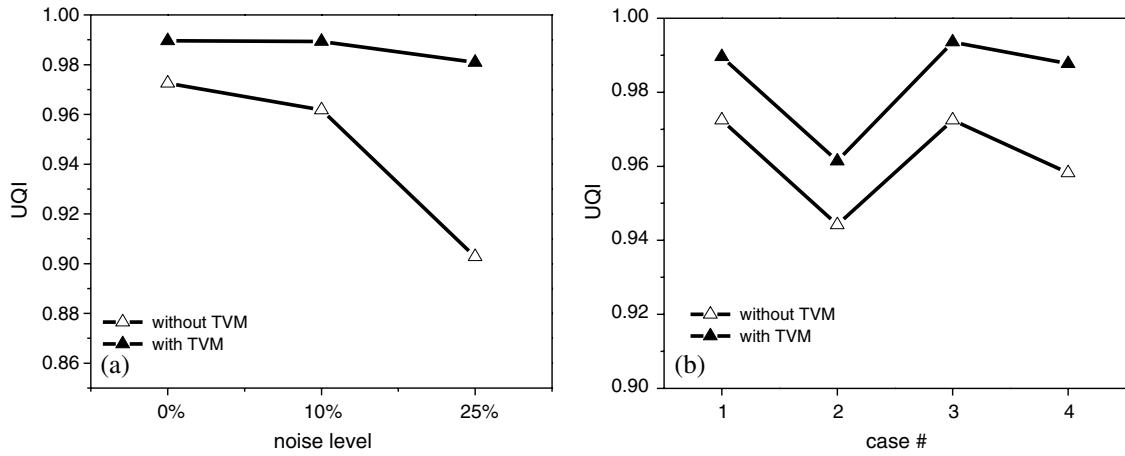 1.00
0.98
0.96
0.94
0.92
0.90
0.88
0.86
UQI
without TVM
with TVM
(a)
0% 10% 25%
noise level
1.00
0.98
0.96
0.94
0.92
0.90
UQI
without TVM
with TVM
(b)
1 2 3 4
case #